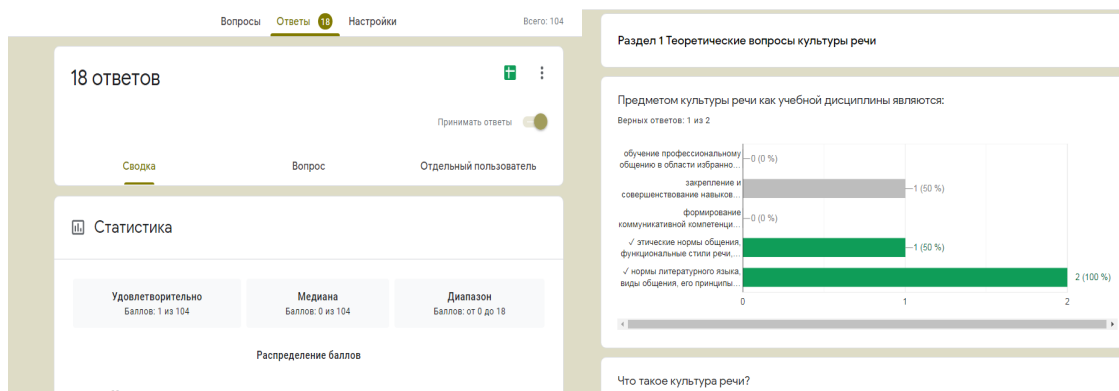 Вопросы Ответы 18 Настройки Всего: 104
18 ответов
Принимать ответы
Сводка Вопрос Отдельный пользователь
Статистика
Удовлетворительно Медиана Диапазон
Баллов: 1 из 104 Баллов: 0 из 104 Баллов: от 0 до 18
Распределение баллов
Раздел 1 Теоретические вопросы культуры речи
Предметом культуры речи как учебной дисциплины являются:
Верных ответов: 1 из 2
обучение профессиональному
общению в области избранно...
0 (0 %)
закрепление и
совершенствование навыков...
1 (50 %)
формирование
коммуникативной компетенци...
0 (0 %)
✓ этические нормы общения,
функциональные стили речи,...
1 (50 %)
✓ нормы литературного языка,
виды общения, его принципы...
2 (100 %)
0 1 2
Что такое культура речи?